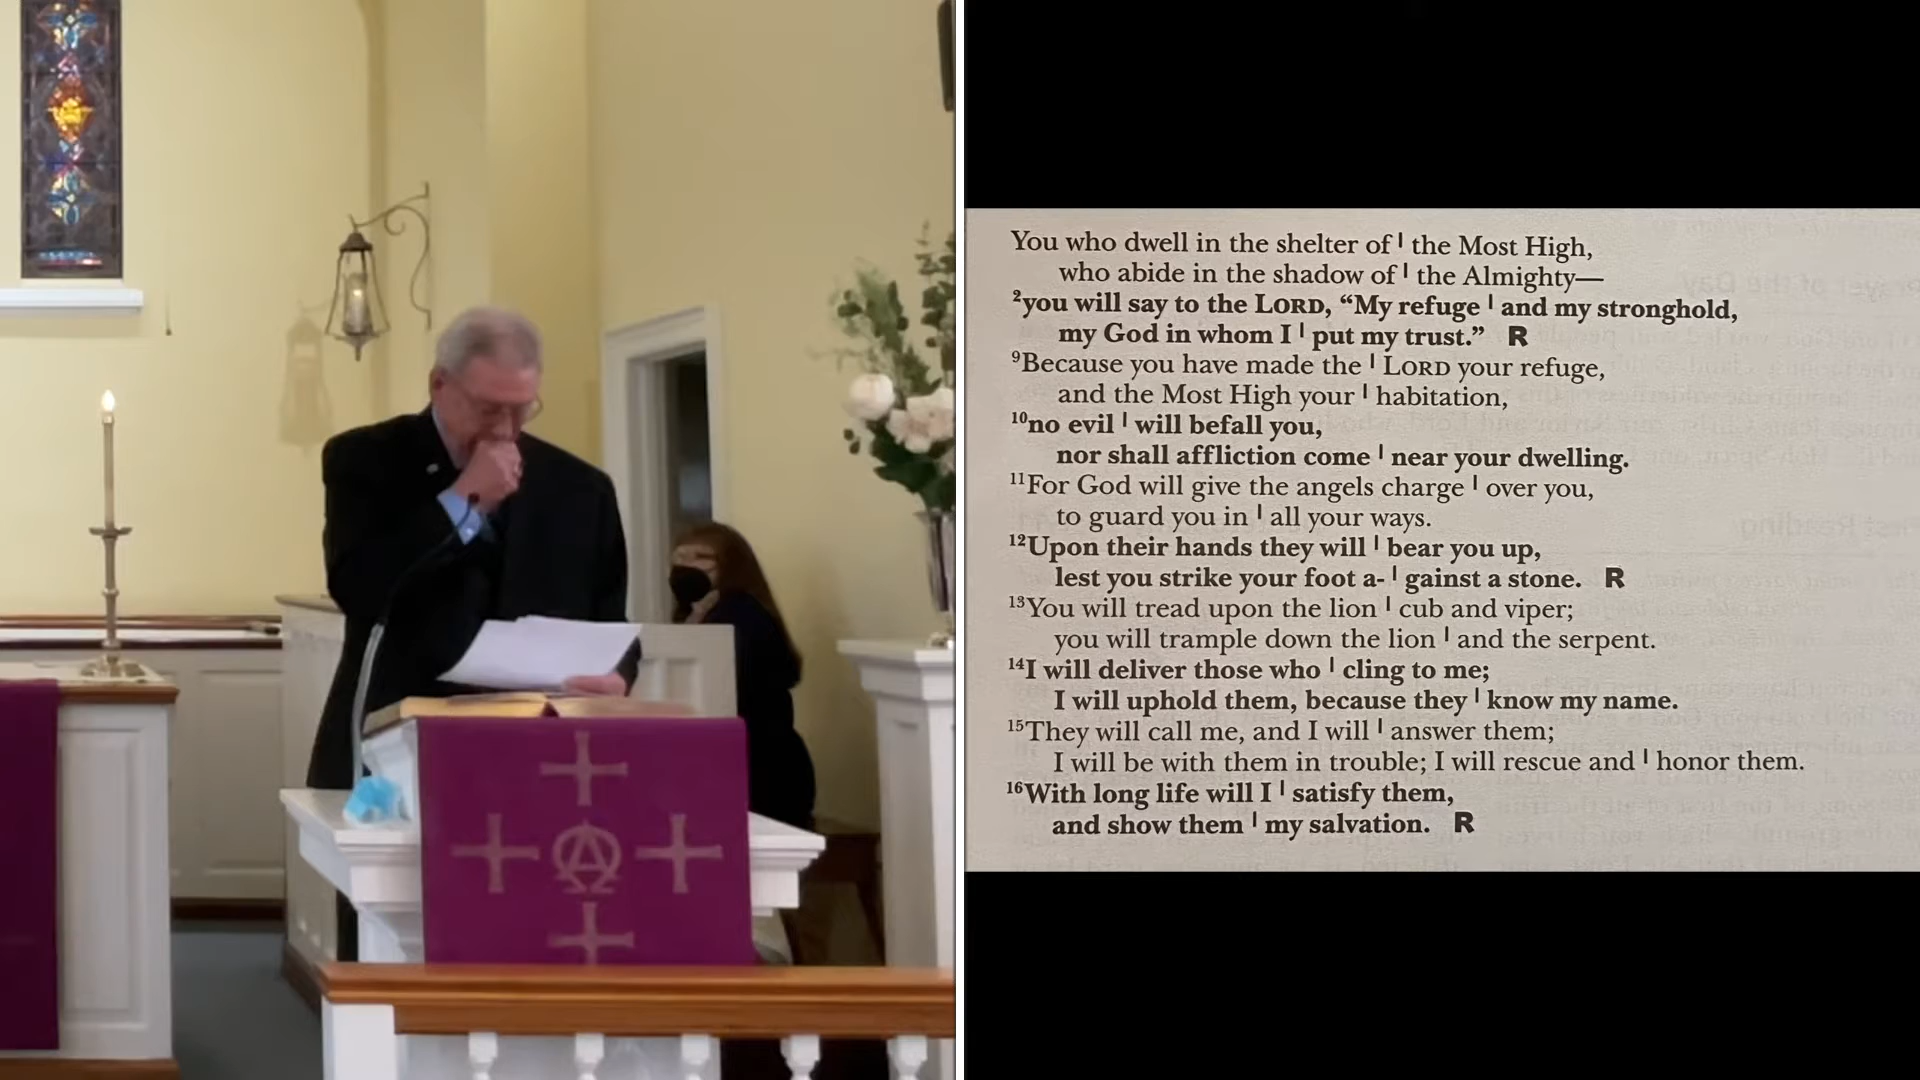 You who dwell in the shelter of | the Most High,
who abide in the shadow of | the Almighty—
²you will say to the LORD, “My refuge | and my stronghold,
my God in whom I | put my trust.” R
⁹Because you have made the | LORD your refuge,
and the Most High your | habitation,
¹⁰no evil | will befall you,
nor shall affliction come | near your dwelling.
¹¹For God will give the angels charge | over you,
to guard you in | all your ways.
¹²Upon their hands they will | bear you up,
lest you strike your foot a- | gainst a stone. R
¹³You will tread upon the lion | cub and viper;
you will trample down the lion | and the serpent.
¹⁴I will deliver those who | cling to me;
I will uphold them, because they | know my name.
¹⁵They will call me, and I will | answer them;
I will be with them in trouble; I will rescue and | honor them.
¹⁶With long life will I | satisfy them,
and show them | my salvation. R